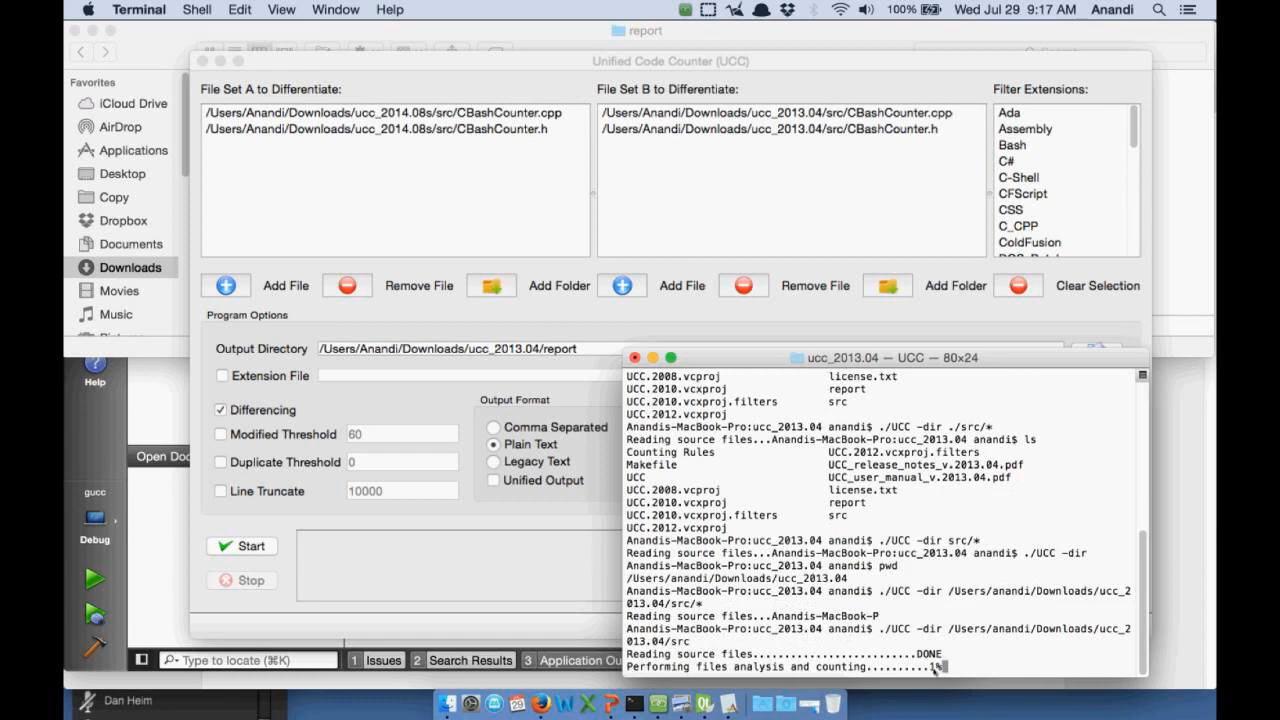 Terminal Shell Edit View Window Help 100% Wed Jul 29 9:17 AM Anandi
report
Favorites
iCloud Drive
AirDrop
Applications
Desktop
Copy
Dropbox
Documents
Downloads
Movies
Music
Unified Code Counter (UCC)
File Set A to Differentiate:
/Users/Anandi/Downloads/ucc_2014.08s/src/CBashCounter.cpp
/Users/Anandi/Downloads/ucc_2014.08s/src/CBashCounter.h
File Set B to Differentiate:
/Users/Anandi/Downloads/ucc_2013.04/src/CBashCounter.cpp
/Users/Anandi/Downloads/ucc_2013.04/src/CBashCounter.h
Filter Extensions:
Ada
Assembly
Bash
C#
C-Shell
CFScript
CSS
C_CPP
ColdFusion
Add File Remove File Add Folder Add File Remove File Add Folder Clear Selection
Program Options
Output Directory /Users/Anandi/Downloads/ucc_2013.04/report
Extension File
Differencing
Modified Threshold 60
Duplicate Threshold 0
Line Truncate 10000
Output Format
Comma Separated
Plain Text
Legacy Text
Unified Output
Start
Stop
Help
Open Doc
gucc
Debug
Type to locate (⌘K) 1 Issues 2 Search Results 3 Application Ou
ucc_2013.04 — UCC — 80x24
UCC.2008.vcproj license.txt
UCC.2010.vcxproj report
UCC.2010.vcxproj.filters src
UCC.2012.vcxproj
Anandis-MacBook-Pro:ucc_2013.04 anandi$ ./UCC -dir ./src/*
Reading source files...Anandis-MacBook-Pro:ucc_2013.04 anandi$ ls
Counting Rules UCC.2012.vcxproj.filters
Makefile UCC_release_notes_v.2013.04.pdf
UCC UCC_user_manual_v.2013.04.pdf
UCC.2008.vcproj license.txt
UCC.2010.vcxproj report
UCC.2010.vcxproj.filters src
UCC.2012.vcxproj
Anandis-MacBook-Pro:ucc_2013.04 anandi$ ./UCC -dir src/*
Reading source files...Anandis-MacBook-Pro:ucc_2013.04 anandi$ ./UCC -dir
Anandis-MacBook-Pro:ucc_2013.04 anandi$ pwd
/Users/anandi/Downloads/ucc_2013.04
Anandis-MacBook-Pro:ucc_2013.04 anandi$ ./UCC -dir /Users/anandi/Downloads/ucc_2
013.04/src/*
Reading source files...Anandis-MacBook-P
Anandis-MacBook-Pro:ucc_2013.04 anandi$ ./UCC -dir /Users/anandi/Downloads/ucc_2
013.04/src
Reading source files..........................DONE
Performing files analysis and counting..........1%
Dan Heim